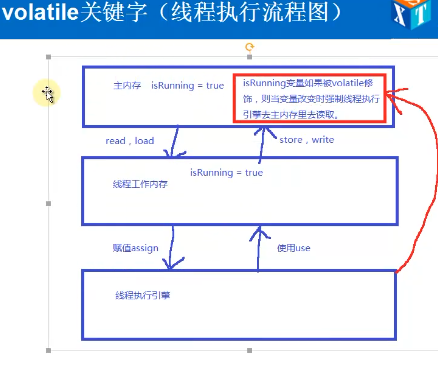 volatile关键字（线程执行流程图）
主内存 isRunning = true
isRunning变量如果被volatile修
饰，则当变量改变时强制线程执行
引擎去主内存里去读取。
read，load
store，write
isRunning = true
线程工作内存
赋值assign
使用use
线程执行引擎